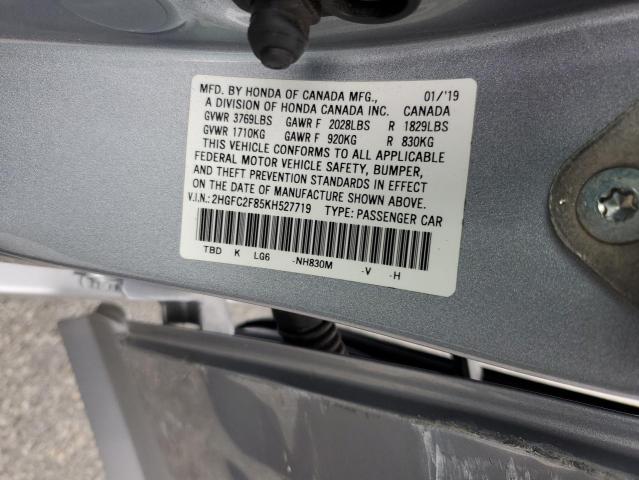 MFD. BY HONDA OF CANADA MFG., 01/'19
A DIVISION OF HONDA CANADA INC. CANADA
GVWR 3769LBS GAWR F 2028LBS R 1829LBS
GVWR 1710KG GAWR F 920KG R 830KG
THIS VEHICLE CONFORMS TO ALL APPLICABLE
FEDERAL MOTOR VEHICLE SAFETY, BUMPER,
AND THEFT PREVENTION STANDARDS IN EFFECT
ON THE DATE OF MANUFACTURE SHOWN ABOVE.
V.I.N.: 2HGFC2F85KH527719 TYPE: PASSENGER CAR
TBD K LG6 -NH830M -V -H